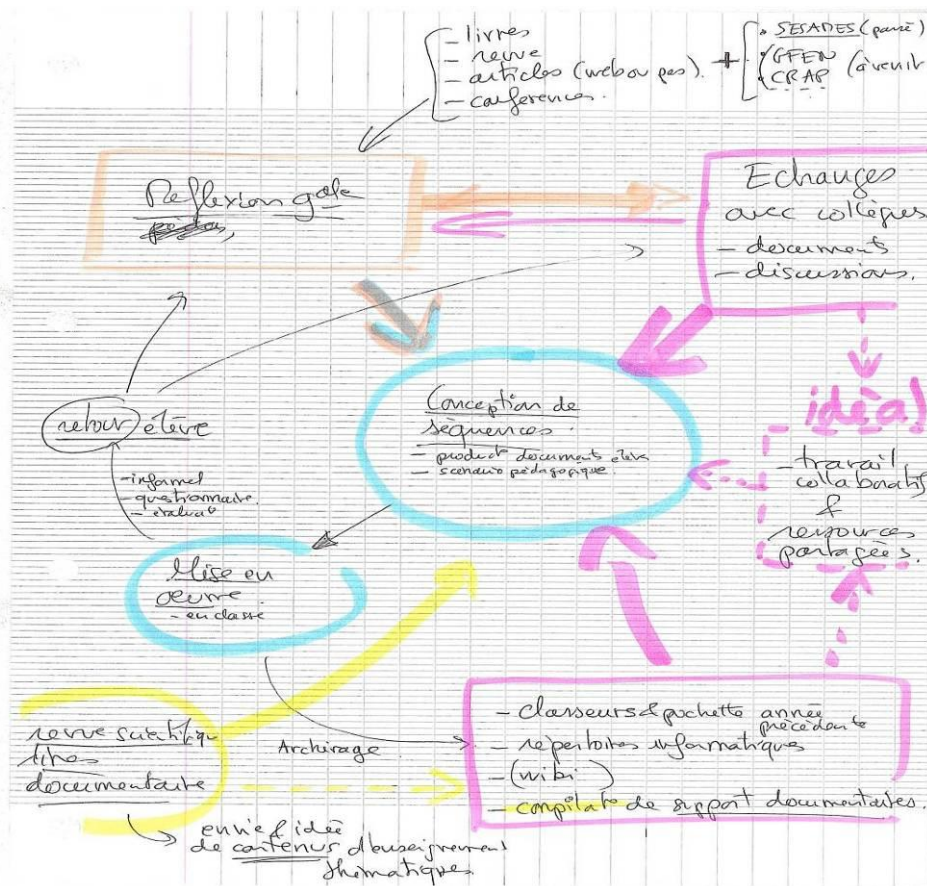 - livres
- revue
- articles (web ou pas).
- conférences.
+
• SESADES (passé)
GFEN
CRAP (à venir
Réflexion gale
Echanges
avec collègues
- documents
- discussions.
idéal
- travail
collaboratif
&
ressources
partagées.
Conception de
séquences.
- product° documents élèves
- scénario pédagogique.
retour élève
- informel
- questionnaire.
- évaluat°
Mise en
œuvre.
- en classe
revue scientifique
livres
documentaire
Archivage
- classeurs & pochette année
précédente
- répertoires informatiques
- (wiki)
- compilat° de support documentaires.
envie & idée
de contenus d'enseignement
thématiques